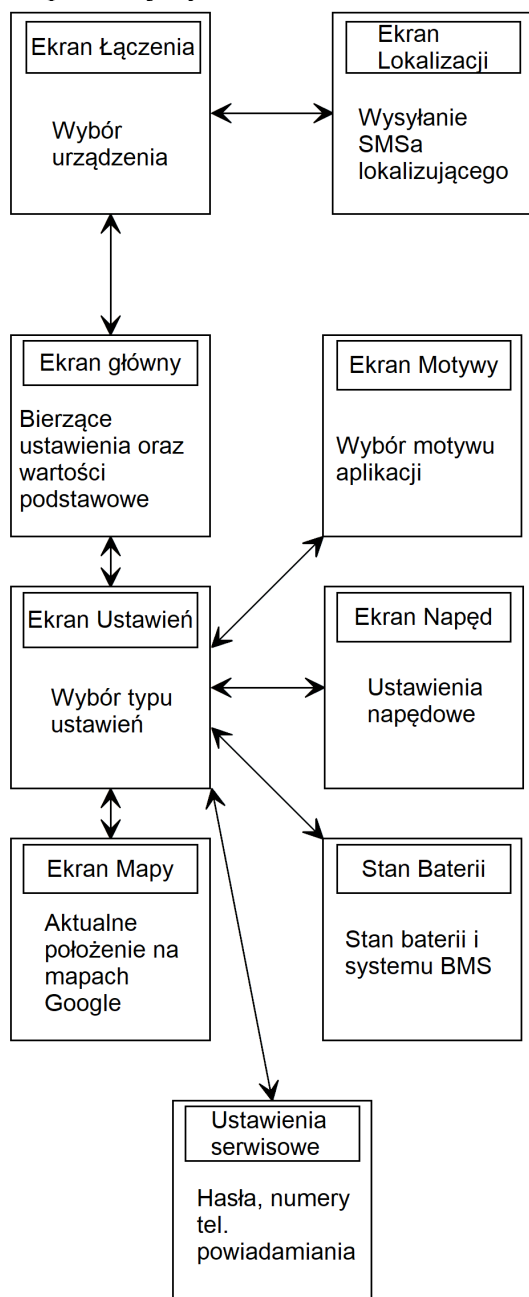 Ekran Łączenia
Wybór
urządzenia
Ekran
Lokalizacji
Wysyłanie
SMSa
lokalizującego
Ekran główny
Bierzące
ustawienia oraz
wartości
podstawowe
Ekran Motywy
Wybór motywu
aplikacji
Ekran Ustawień
Wybór typu
ustawień
Ekran Napęd
Ustawienia
napędowe
Ekran Mapy
Aktualne
położenie na
mapach
Google
Stan Baterii
Stan baterii i
systemu BMS
Ustawienia
serwisowe
Hasła, numery
tel.
powiadamiania